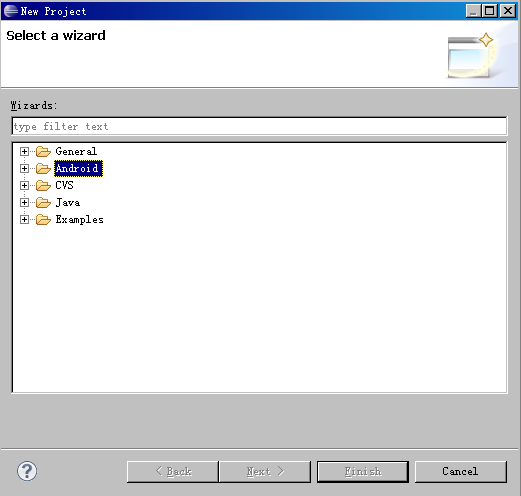 New Project
Select a wizard
Wizards:
type filter text
General
Android
CVS
Java
Examples
?
< Back
Next >
Finish
Cancel